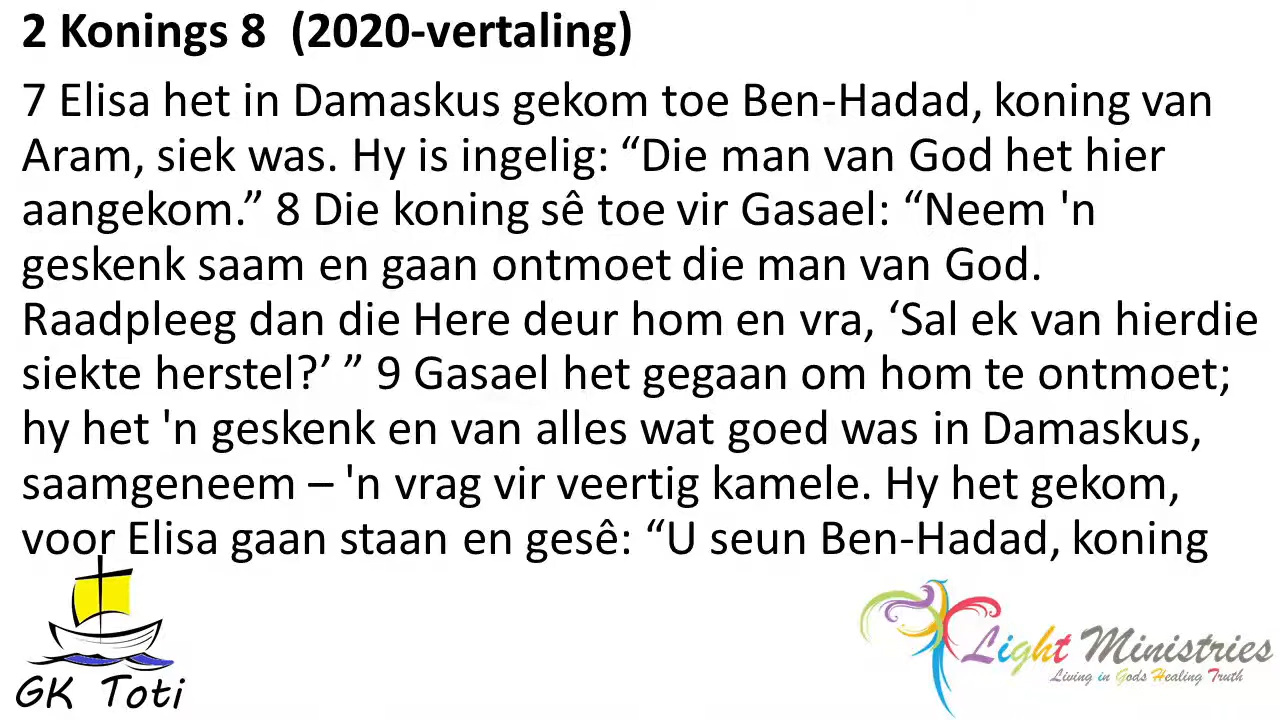 2 Konings 8  (2020-vertaling)
7 Elisa het in Damaskus gekom toe Ben-Hadad, koning van
Aram, siek was. Hy is ingelig: “Die man van God het hier
aangekom.” 8 Die koning sê toe vir Gasael: “Neem 'n
geskenk saam en gaan ontmoet die man van God.
Raadpleeg dan die Here deur hom en vra, ‘Sal ek van hierdie
siekte herstel?’ ” 9 Gasael het gegaan om hom te ontmoet;
hy het 'n geskenk en van alles wat goed was in Damaskus,
saamgeneem – 'n vrag vir veertig kamele. Hy het gekom,
voor Elisa gaan staan en gesê: “U seun Ben-Hadad, koning
GK Toti
Light Ministries
Living in Gods Healing Truth